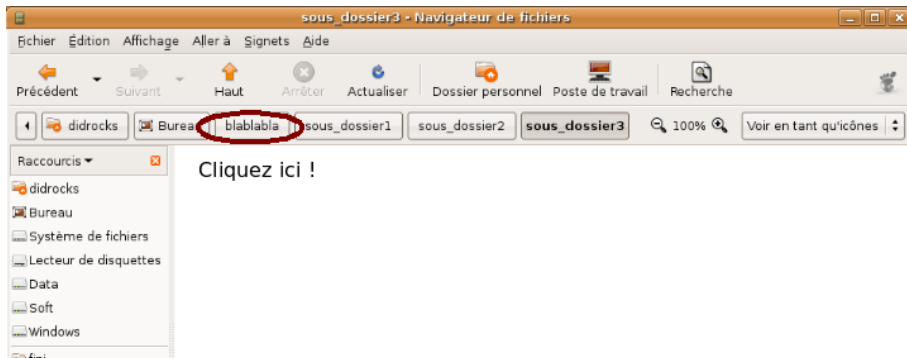 sous_dossier3 - Navigateur de fichiers
Fichier Édition Affichage Aller à Signets Aide
Précédent Suivant Haut Arrêter Actualiser Dossier personnel Poste de travail Recherche
didrocks Bureau blablabla sous_dossier1 sous_dossier2 sous_dossier3 100% Voir en tant qu'icônes
Raccourcis
Cliquez ici !
didrocks
Bureau
Système de fichiers
Lecteur de disquettes
Data
Soft
Windows